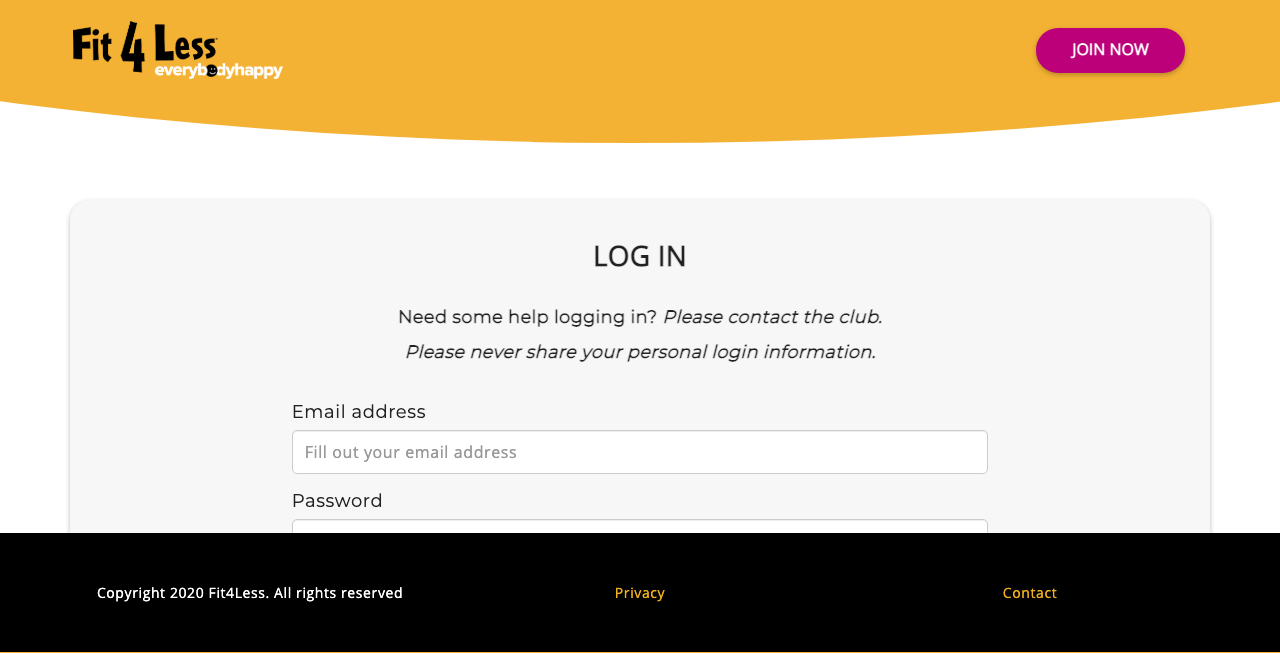 Fit 4 Less
everybodyhappy
JOIN NOW
LOG IN
Need some help logging in? Please contact the club.
Please never share your personal login information.
Email address
Fill out your email address
Password
Copyright 2020 Fit4Less. All rights reserved
Privacy
Contact